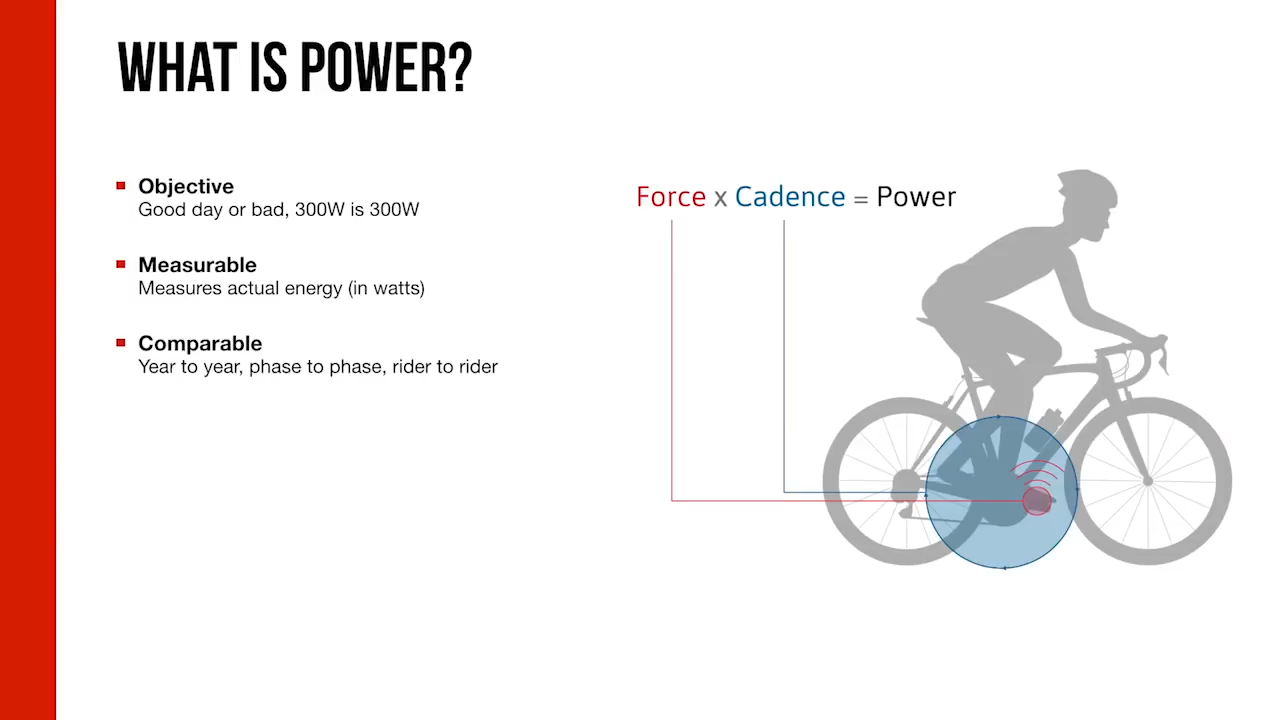 WHAT IS POWER?
Objective
Good day or bad, 300W is 300W
Measurable
Measures actual energy (in watts)
Comparable
Year to year, phase to phase, rider to rider
Force x Cadence = Power